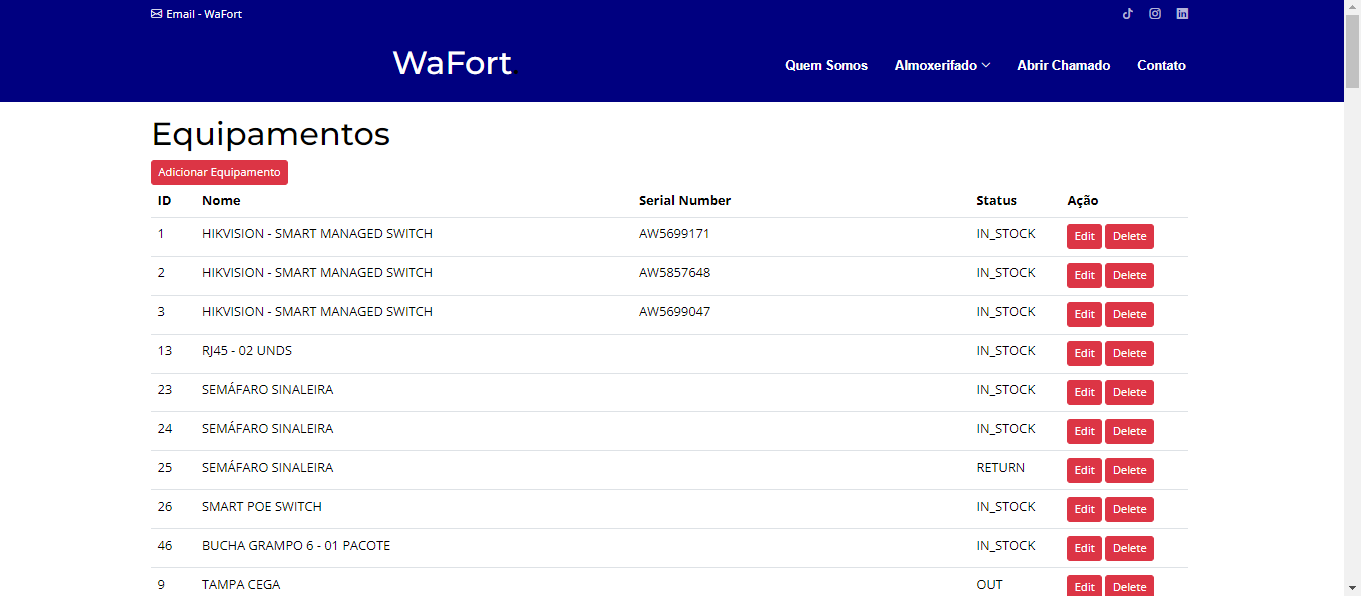 Email - WaFort
WaFort
Quem Somos Almoxerifado Abrir Chamado Contato
Equipamentos
Adicionar Equipamento
ID Nome Serial Number Status Ação
1 HIKVISION - SMART MANAGED SWITCH AW5699171 IN_STOCK Edit Delete
2 HIKVISION - SMART MANAGED SWITCH AW5857648 IN_STOCK Edit Delete
3 HIKVISION - SMART MANAGED SWITCH AW5699047 IN_STOCK Edit Delete
13 RJ45 - 02 UNDS IN_STOCK Edit Delete
23 SEMÁFARO SINALEIRA IN_STOCK Edit Delete
24 SEMÁFARO SINALEIRA IN_STOCK Edit Delete
25 SEMÁFARO SINALEIRA RETURN Edit Delete
26 SMART POE SWITCH IN_STOCK Edit Delete
46 BUCHA GRAMPO 6 - 01 PACOTE IN_STOCK Edit Delete
9 TAMPA CEGA OUT Edit Delete